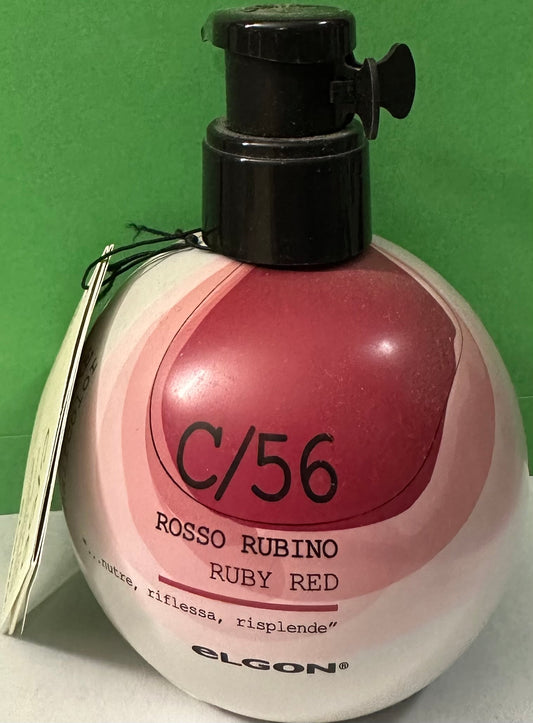 C/56
ROSSO RUBINO
RUBY RED
"...nutre, riflessa, risplende"
eLGON®